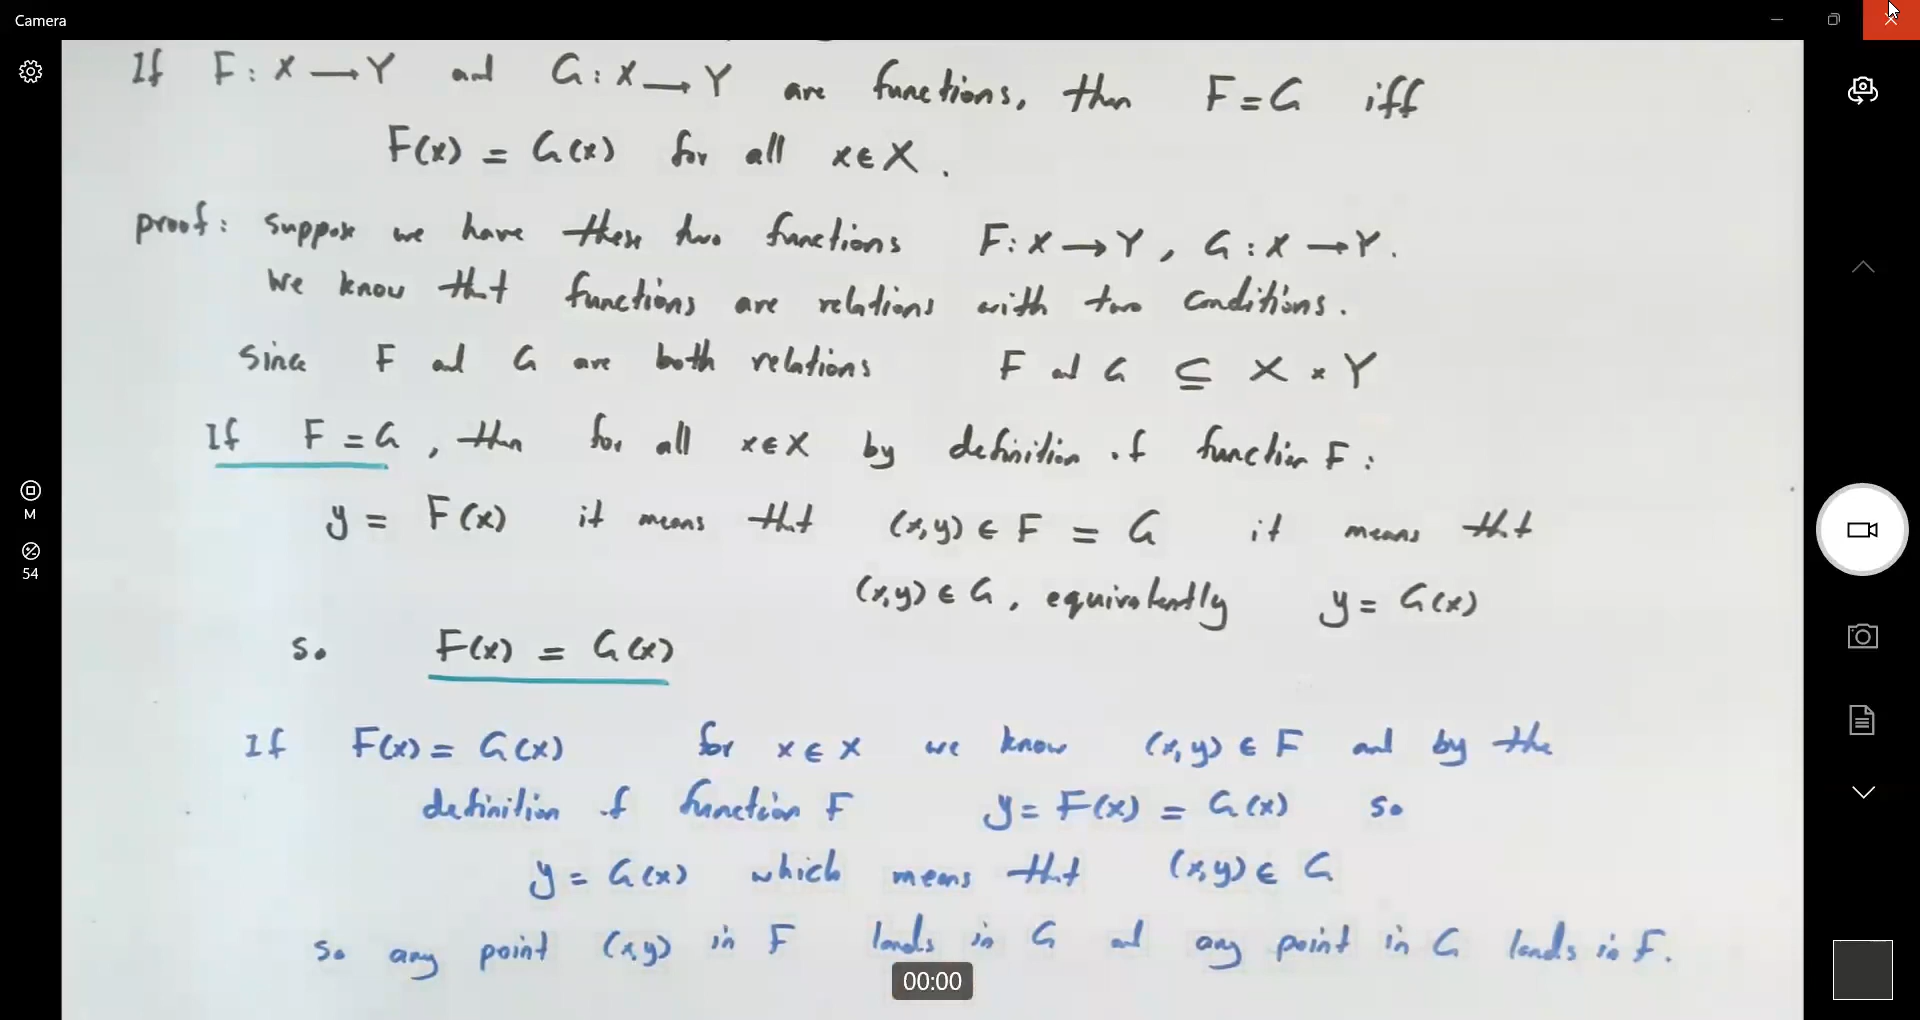 Camera
If F : X → Y and G : X → Y are functions, then F = G iff
F(x) = G(x) for all x ∈ X .
proof : suppose we have these two functions F : X → Y , G : X → Y .
We know that functions are relations with two conditions .
Since F and G are both relations F and G ⊆ X × Y
If F = G , then for all x ∈ X by definition of function F :
y = F(x) it means that (x,y) ∈ F = G it means that
(x,y) ∈ G , equivalently y = G(x)
so F(x) = G(x)
If F(x) = G(x) for x ∈ X we know (x,y) ∈ F and by the
definition of function F y = F(x) = G(x) so
y = G(x) which means that (x,y) ∈ G
so any point (x,y) in F lands in G and any point in G lands in F .
M
54
00:00